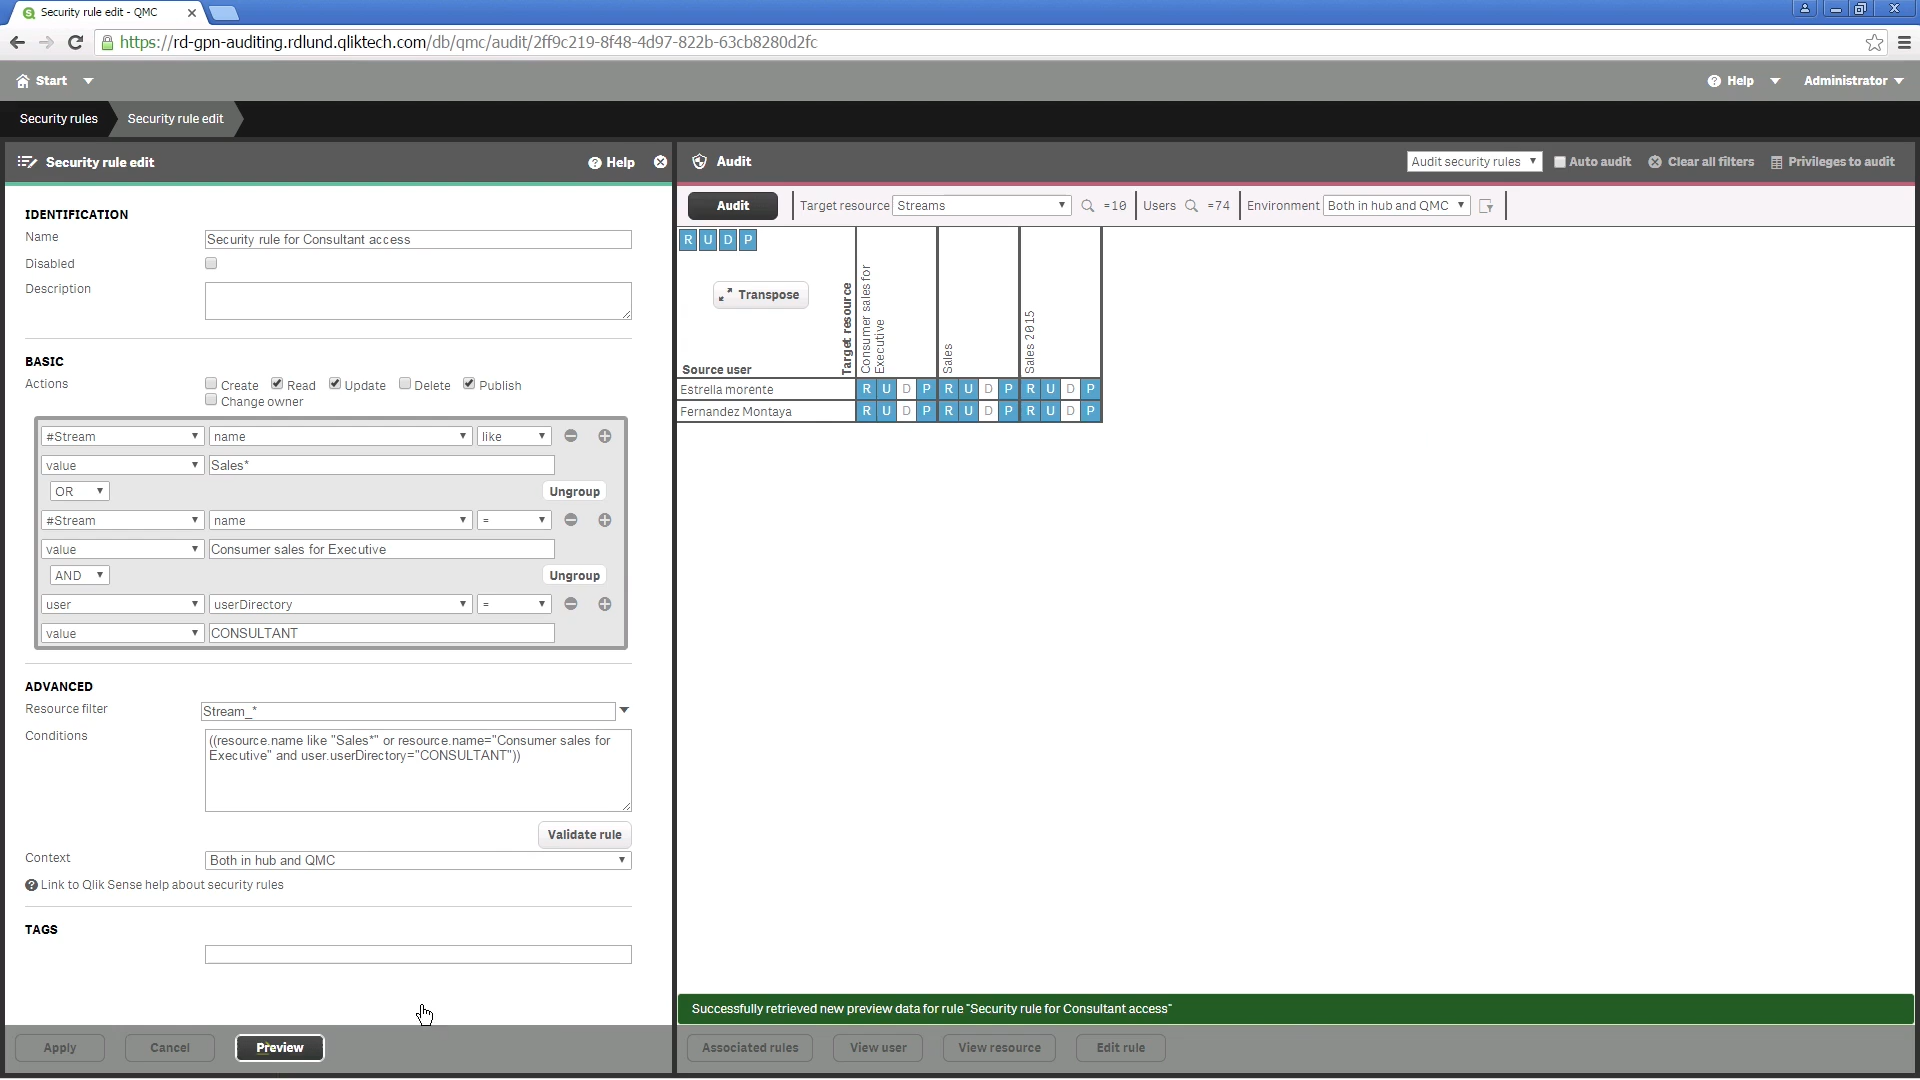 Security rule edit - QMC
https://rd-gpn-auditing.rdlund.qliktech.com/db/qmc/audit/2ff9c219-8f48-4d97-822b-63cb8280d2fc
Start
Help
Administrator
Security rules
Security rule edit
Security rule edit
Help
IDENTIFICATION
Name
Security rule for Consultant access
Disabled
Description
BASIC
Actions
Create
Read
Update
Delete
Publish
Change owner
#Stream
name
like
value
Sales*
OR
Ungroup
#Stream
name
=
value
Consumer sales for Executive
AND
Ungroup
user
userDirectory
=
value
CONSULTANT
ADVANCED
Resource filter
Stream_*
Conditions
((resource.name like "Sales*" or resource.name="Consumer sales for
Executive" and user.userDirectory="CONSULTANT"))
Validate rule
Context
Both in hub and QMC
Link to Qlik Sense help about security rules
TAGS
Apply
Cancel
Preview
Audit
Audit security rules
Auto audit
Clear all filters
Privileges to audit
Audit
Target resource
Streams
=10
Users
=74
Environment
Both in hub and QMC
R U D P
Transpose
Target resource
Consumer sales for
Executive
Sales
Sales 2015
Source user
Estrella morente
R U D P R U D P R U D P
Fernandez Montaya
R U D P R U D P R U D P
Successfully retrieved new preview data for rule "Security rule for Consultant access"
Associated rules
View user
View resource
Edit rule